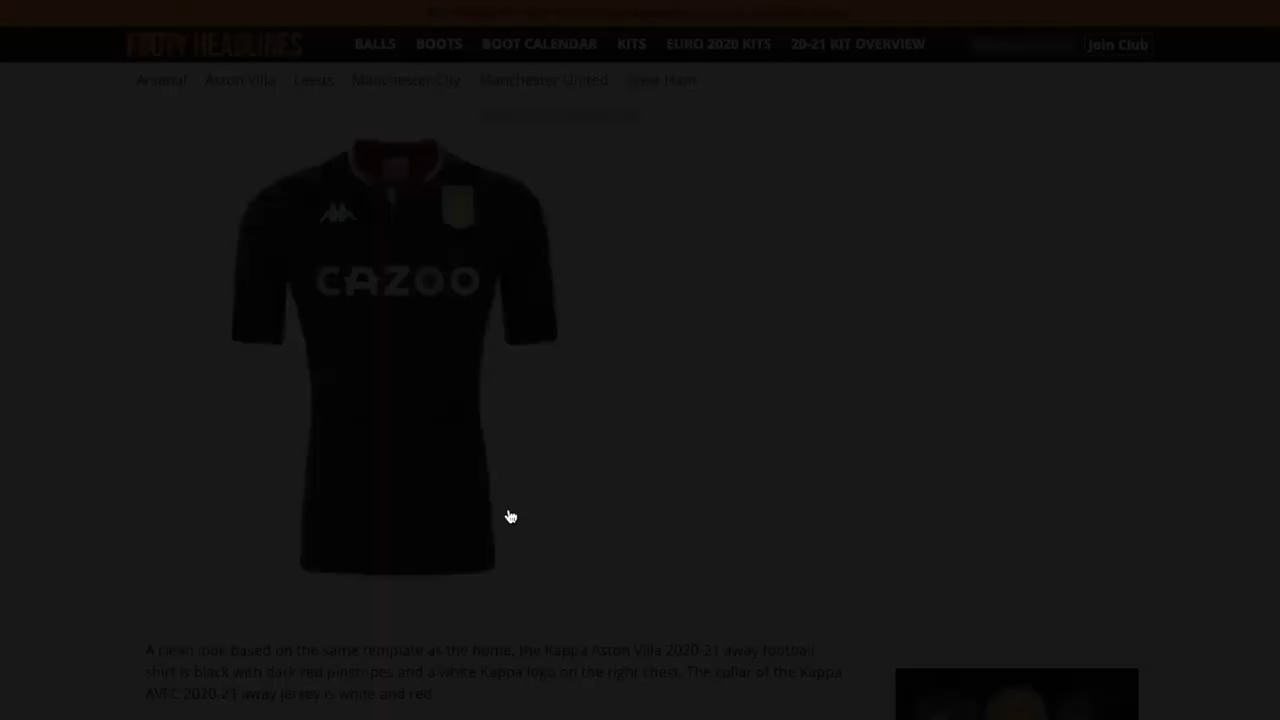 FOOTY HEADLINES
BALLS BOOTS BOOT CALENDAR KITS EURO 2020 KITS 20-21 KIT OVERVIEW
Join Club
Arsenal Aston Villa Leeds Manchester City Manchester United West Ham
CAZOO
A clean look based on the same template as the home, the Kappa Aston Villa 2020-21 away football
shirt is black with dark red pinstripes and a white Kappa logo on the right chest. The collar of the Kappa
AVFC 2020-21 away jersey is white and red.